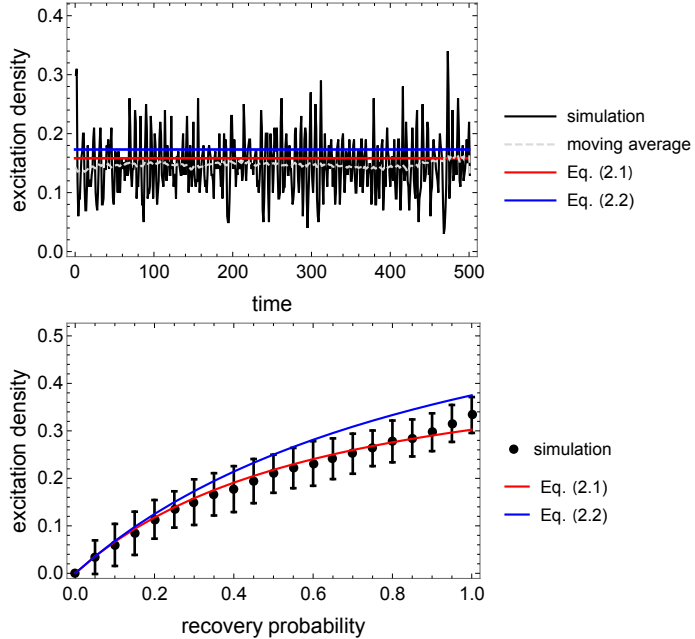 0.4
0.3
0.2
0.1
0.0
excitation density
0 100 200 300 400 500
time
simulation
moving average
Eq. (2.1)
Eq. (2.2)
0.5
0.4
0.3
0.2
0.1
0.0
excitation density
0.0 0.2 0.4 0.6 0.8 1.0
recovery probability
simulation
Eq. (2.1)
Eq. (2.2)